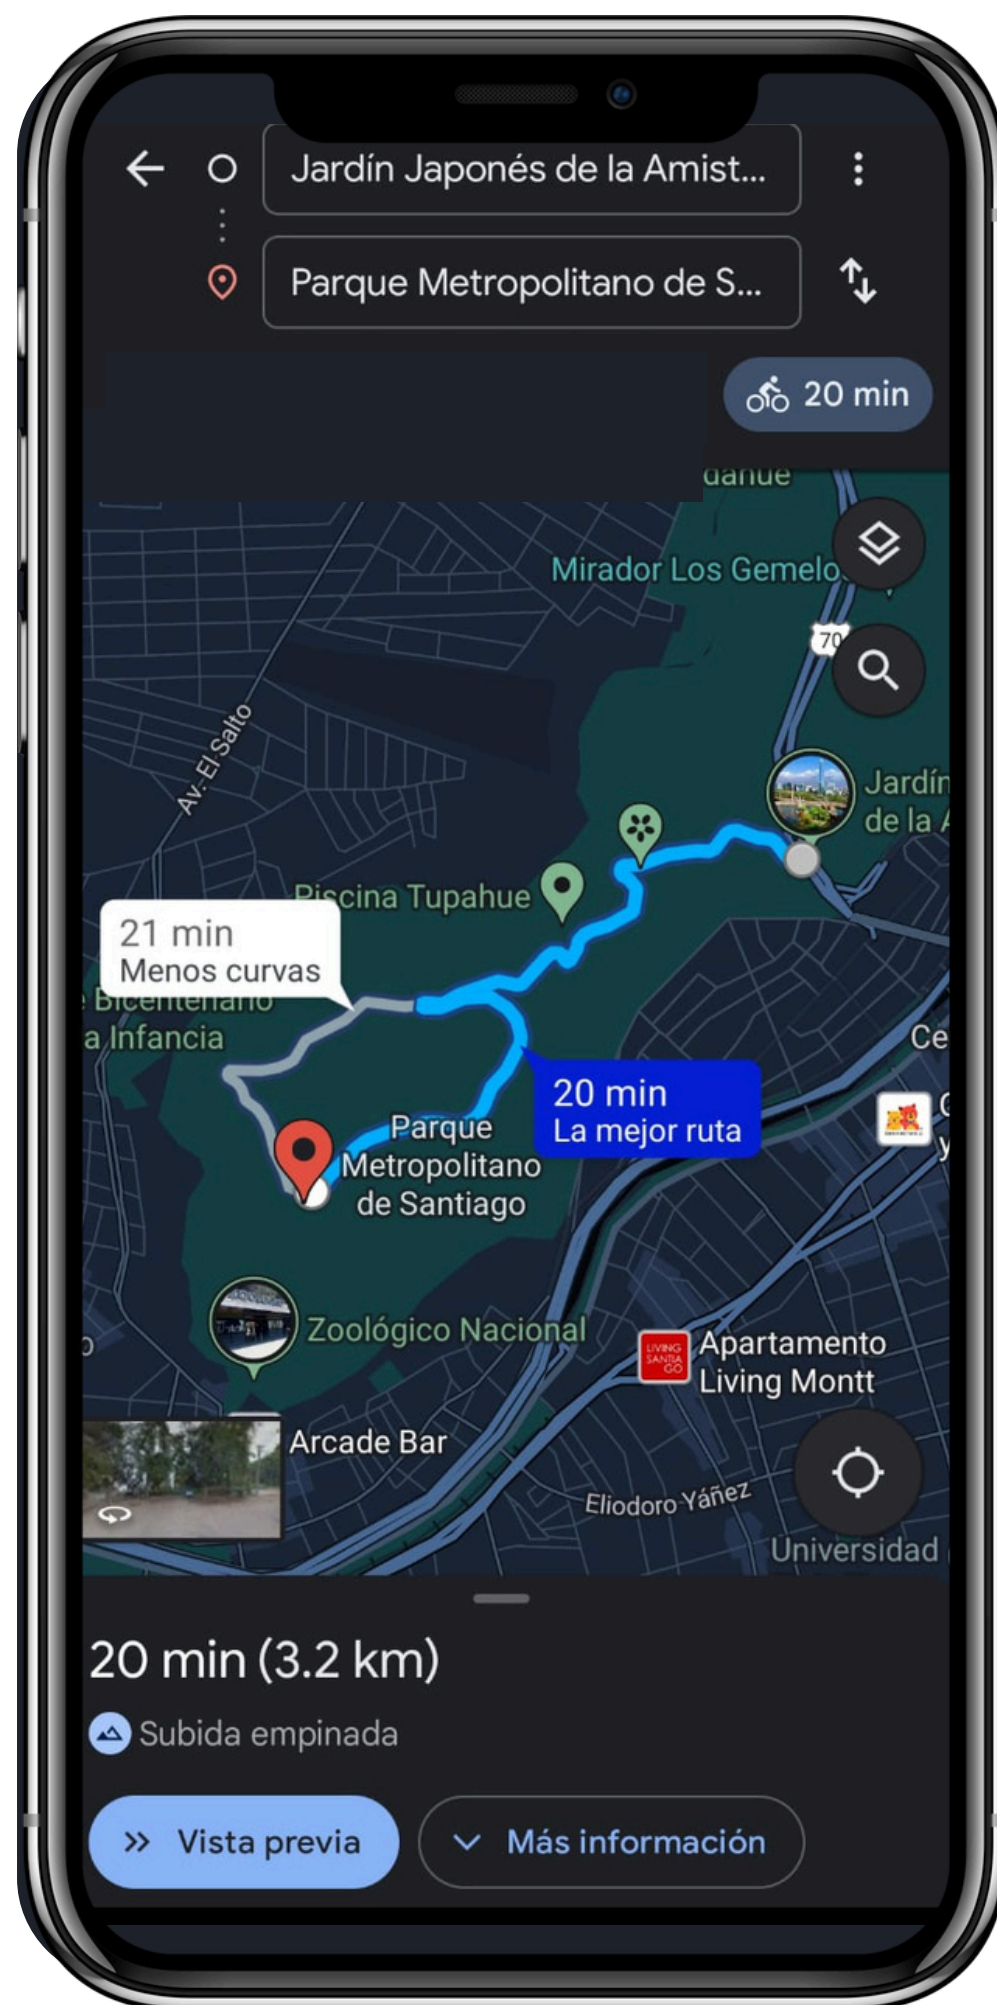 Jardín Japonés de la Amist...
Parque Metropolitano de S...
20 min
Mirador Los Gemelo
70
Av. El Salto
Jardín
de la A
Piscina Tupahue
21 min
Menos curvas
Bicentenario
a Infancia
Ce
20 min
La mejor ruta
Parque
Metropolitano
de Santiago
y
Zoológico Nacional
LIVING
SANTIA
GO
Apartamento
Living Montt
Arcade Bar
Eliodoro Yáñez
Universidad
20 min (3.2 km)
Subida empinada
Vista previa
Más información